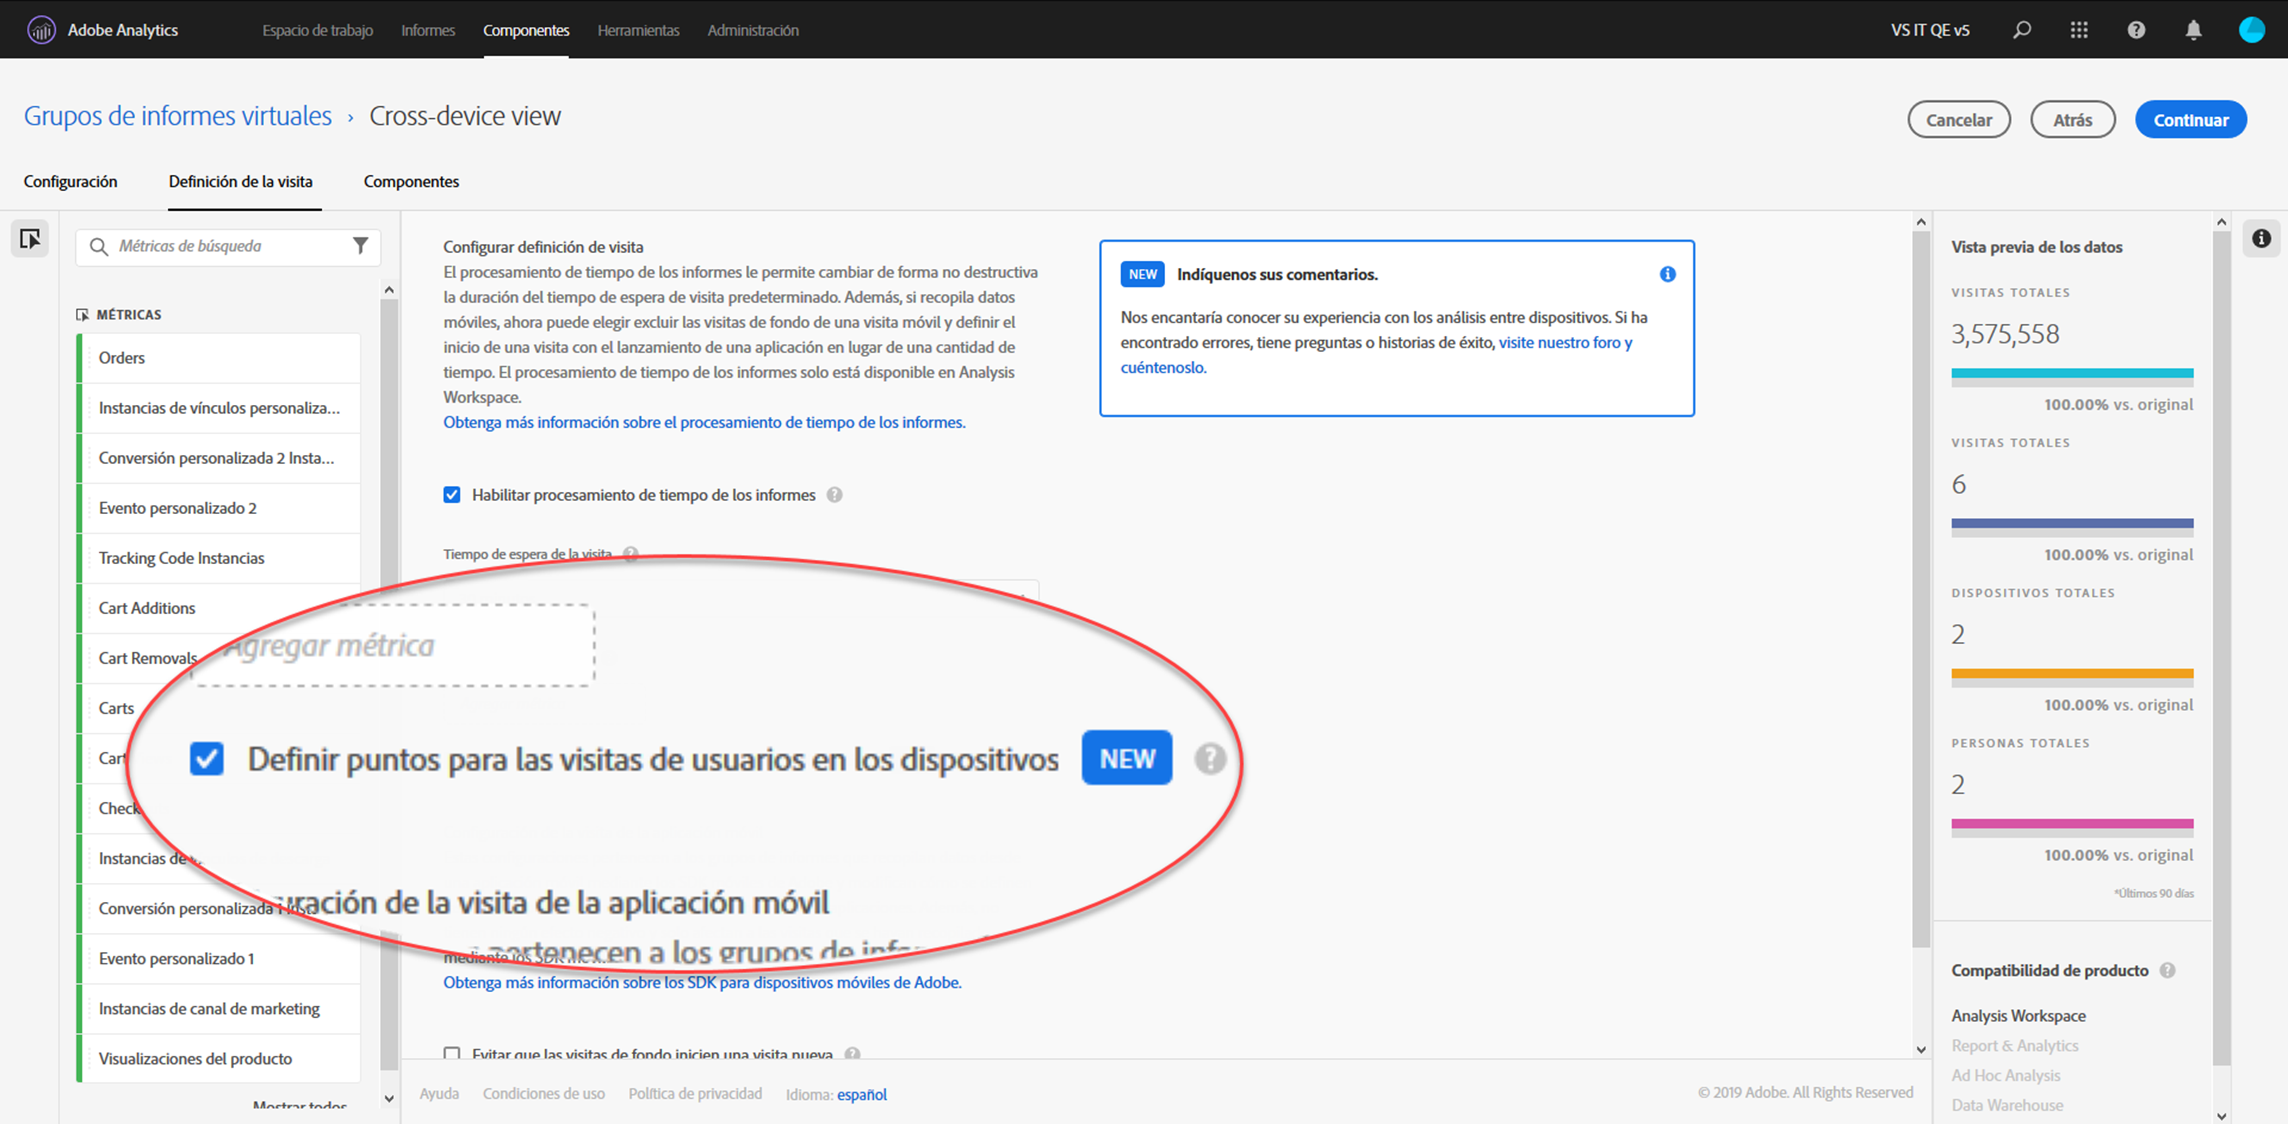 Adobe Analytics
Espacio de trabajo
Informes
Componentes
Herramientas
Administración
VS IT QE v5
Grupos de informes virtuales › Cross-device view
Cancelar
Atrás
Continuar
Configuración
Definición de la visita
Componentes
Métricas de búsqueda
MÉTRICAS
Orders
Instancias de vínculos personaliza...
Conversión personalizada 2 Insta...
Evento personalizado 2
Tracking Code Instancias
Cart Additions
Cart Removals
Carts
Instancias de
Conversión personalizada 1
Evento personalizado 1
Instancias de canal de marketing
Visualizaciones del producto
Mostrar todos
Configurar definición de visita
El procesamiento de tiempo de los informes le permite cambiar de forma no destructiva
la duración del tiempo de espera de visita predeterminado. Además, si recopila datos
móviles, ahora puede elegir excluir las visitas de fondo de una visita móvil y definir el
inicio de una visita con el lanzamiento de una aplicación en lugar de una cantidad de
tiempo. El procesamiento de tiempo de los informes solo está disponible en Analysis
Workspace.
Obtenga más información sobre el procesamiento de tiempo de los informes.
Habilitar procesamiento de tiempo de los informes
Tiempo de espera de la visita
Agregar métrica
Definir puntos para las visitas de usuarios en los dispositivos NEW
de la visita de la aplicación móvil
pertenecen a los grupos de
mediante los SDK
Obtenga más información sobre los SDK para dispositivos móviles de Adobe.
Evitar que las visitas de fondo inicien una visita nueva
NEW Indíquenos sus comentarios.
Nos encantaría conocer su experiencia con los análisis entre dispositivos. Si ha
encontrado errores, tiene preguntas o historias de éxito, visite nuestro foro y
cuéntenoslo.
Vista previa de los datos
VISITAS TOTALES
3,575,558
100.00% vs. original
VISITAS TOTALES
6
100.00% vs. original
DISPOSITIVOS TOTALES
2
100.00% vs. original
PERSONAS TOTALES
2
100.00% vs. original
*Últimos 90 días
Compatibilidad de producto
Analysis Workspace
Report & Analytics
Ad Hoc Analysis
Data Warehouse
Ayuda
Condiciones de uso
Política de privacidad
Idioma: español
© 2019 Adobe. All Rights Reserved